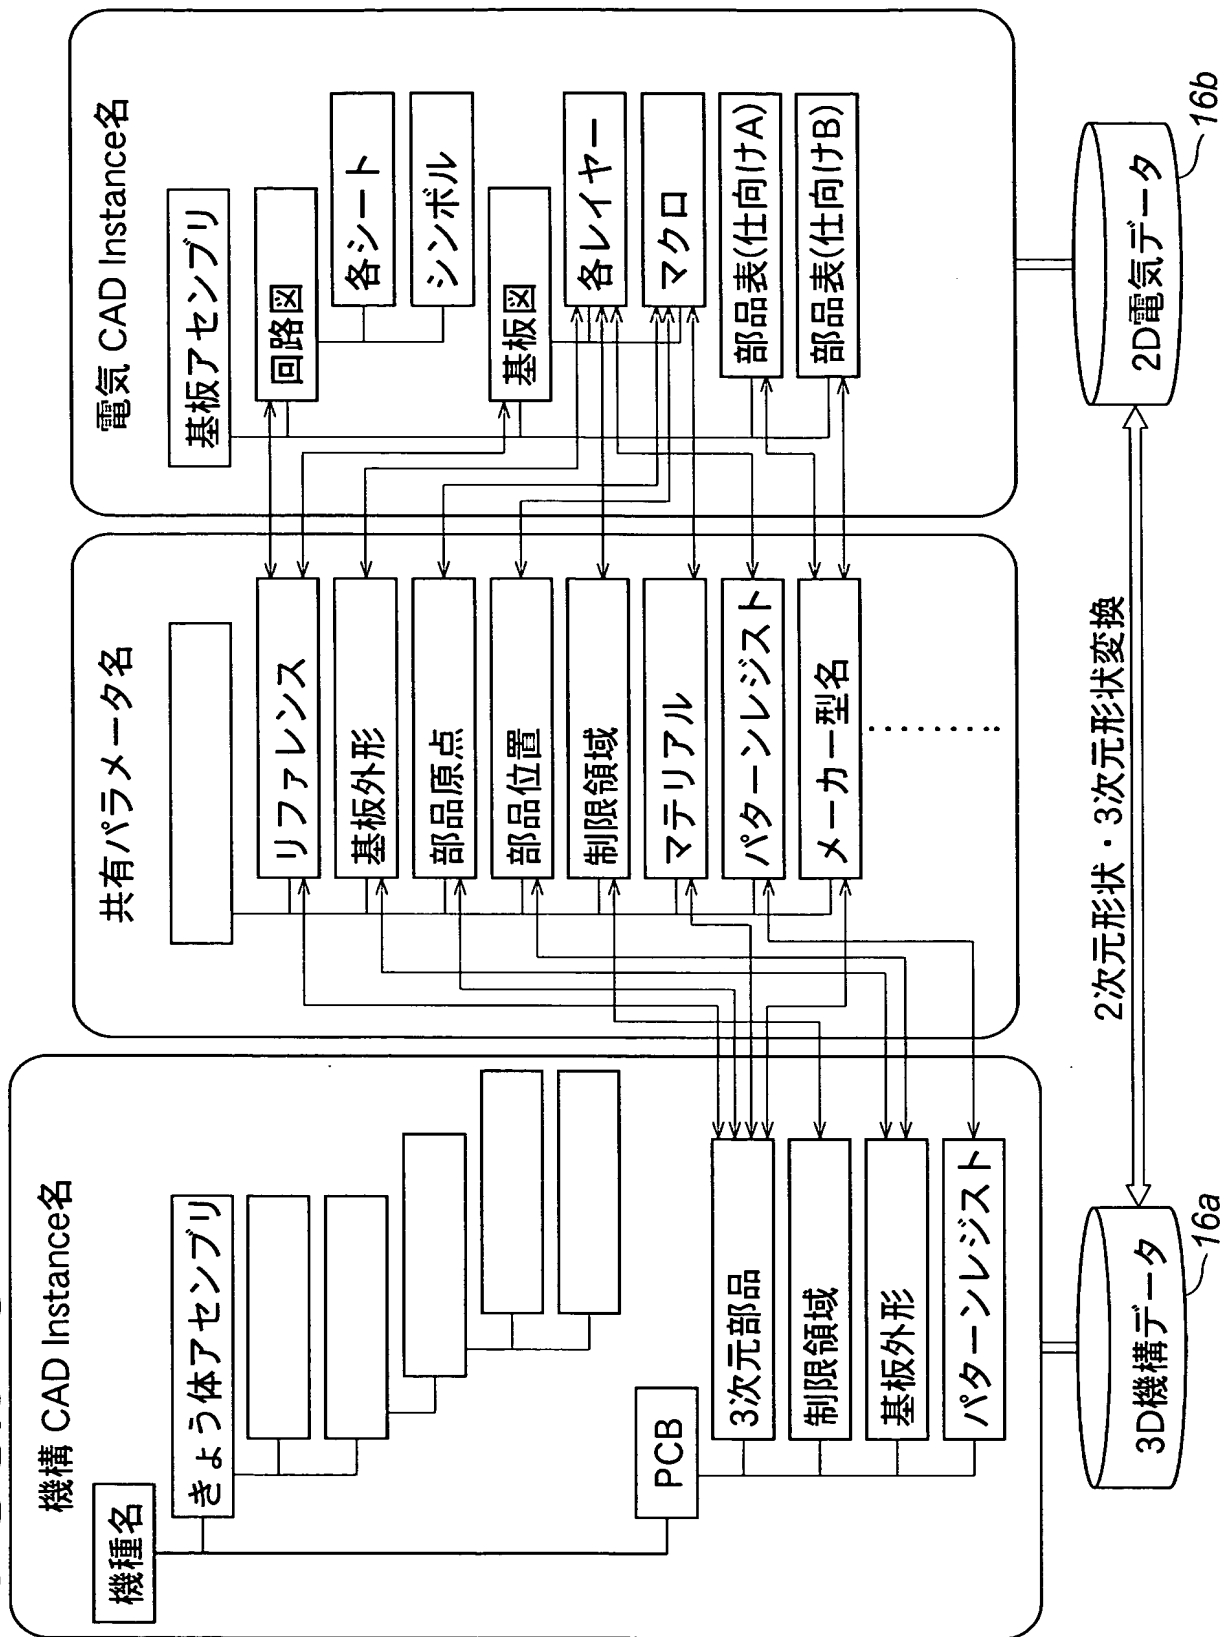 機構 CAD Instance名
機種名
きょう体アセンブリ
PCB
3次元部品
制限領域
基板外形
パターンレジスト
3D機構データ
16a
共有パラメータ名
リファレンス
基板外形
部品原点
部品位置
制限領域
マテリアル
パターンレジスト
メーカー型名
2次元形状・3次元形状変換
電気 CAD Instance名
基板アセンブリ
回路図
各シート
シンボル
基板図
各レイヤー
マクロ
部品表(仕向けA)
部品表(仕向けB)
2D電気データ
16b